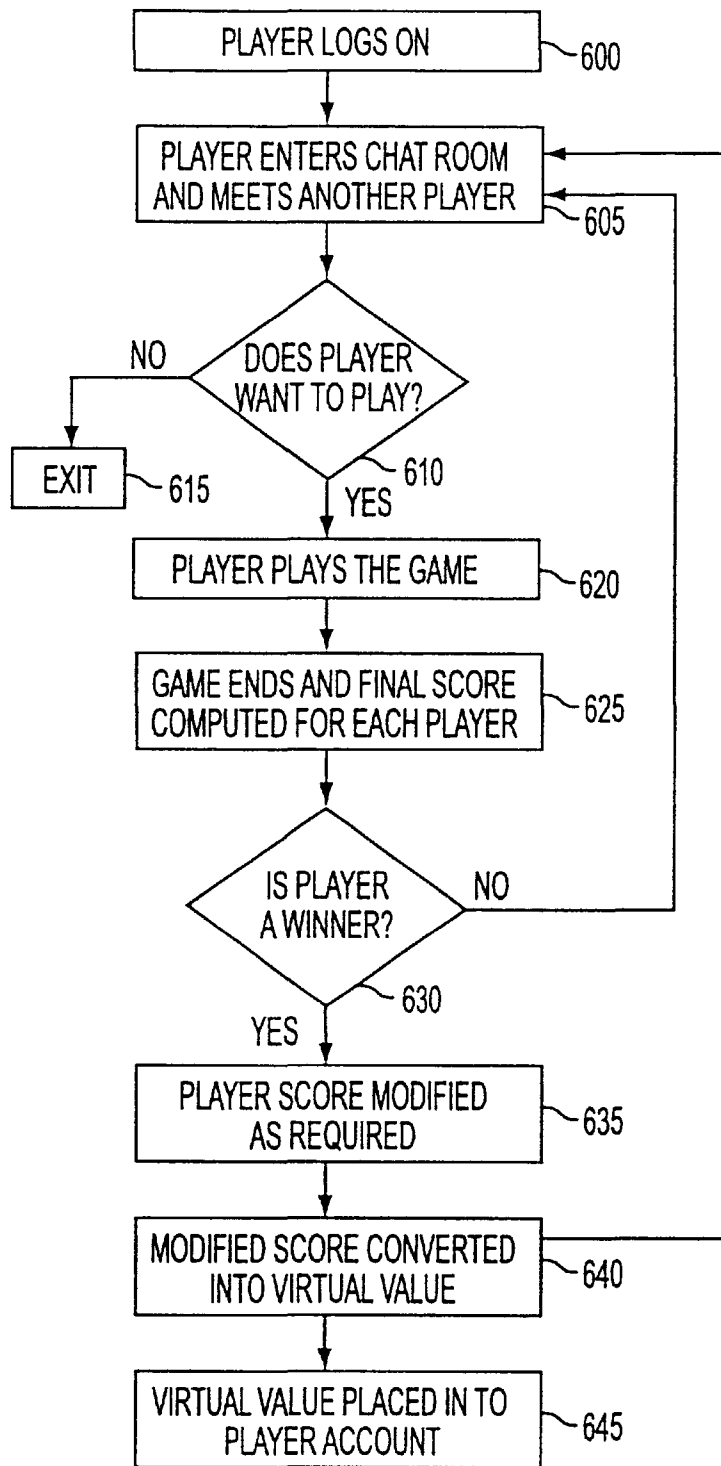 PLAYER LOGS ON
600
PLAYER ENTERS CHAT ROOM
AND MEETS ANOTHER PLAYER
605
DOES PLAYER
WANT TO PLAY?
NO
610
EXIT
615
YES
PLAYER PLAYS THE GAME
620
GAME ENDS AND FINAL SCORE
COMPUTED FOR EACH PLAYER
625
IS PLAYER
A WINNER?
NO
630
YES
PLAYER SCORE MODIFIED
AS REQUIRED
635
MODIFIED SCORE CONVERTED
INTO VIRTUAL VALUE
640
VIRTUAL VALUE PLACED IN TO
PLAYER ACCOUNT
645